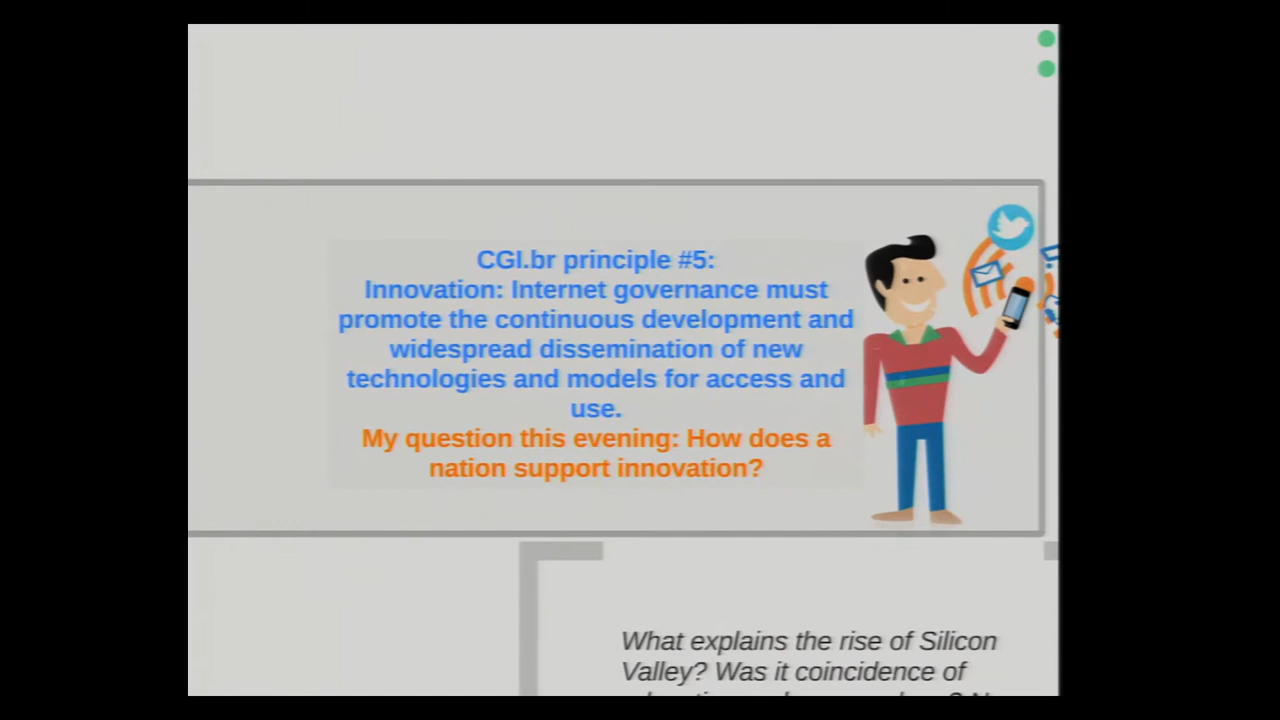 CGI.br principle #5:
Innovation: Internet governance must
promote the continuous development and
widespread dissemination of new
technologies and models for access and
use.
My question this evening: How does a
nation support innovation?
What explains the rise of Silicon
Valley? Was it coincidence of